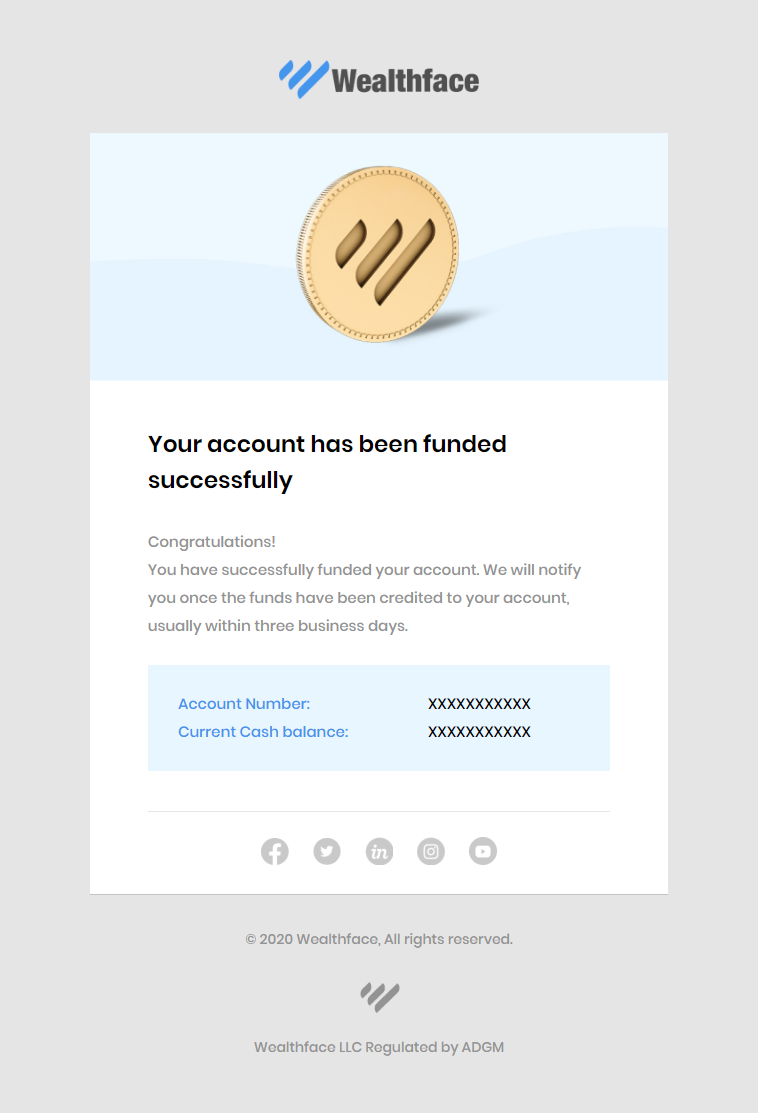 Wealthface
Your account has been funded
successfully
Congratulations!
You have successfully funded your account. We will notify
you once the funds have been credited to your account,
usually within three business days.
Account Number: XXXXXXXXXXX
Current Cash balance: XXXXXXXXXXX
in
© 2020 Wealthface, All rights reserved.
Wealthface LLC Regulated by ADGM